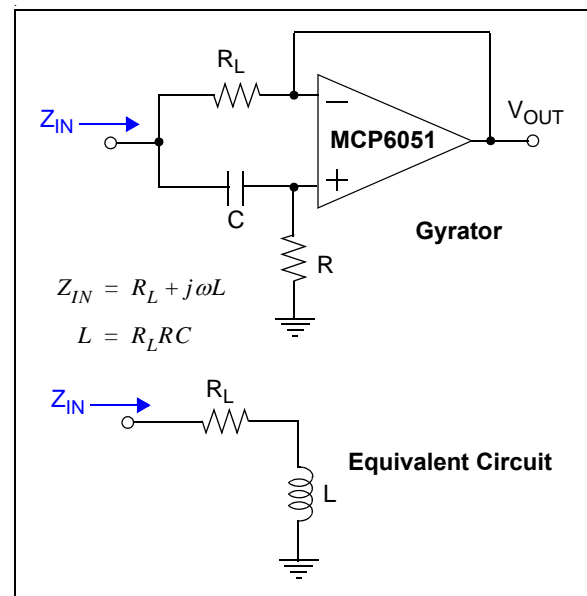 R_L
Z_IN
V_OUT
−
MCP6051
+
C
R
Gyrator
Z_IN = R_L + jωL
L = R_L RC
Z_IN
R_L
L
Equivalent Circuit